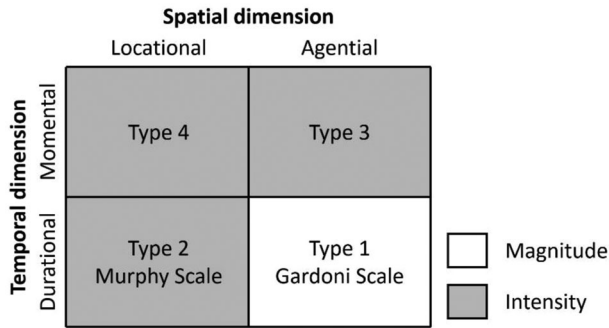 Spatial dimension
Locational Agential
Temporal dimension
Momental
Type 4
Type 3
Durational
Type 2
Murphy Scale
Type 1
Gardoni Scale
Magnitude
Intensity